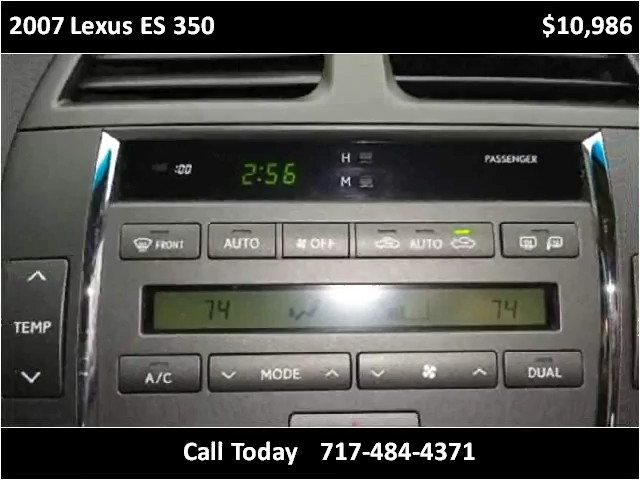 2007 Lexus ES 350 $10,986
:00 2:56 H M PASSENGER
FRONT AUTO OFF AUTO
TEMP
74 74
A/C MODE DUAL
Call Today 717-484-4371